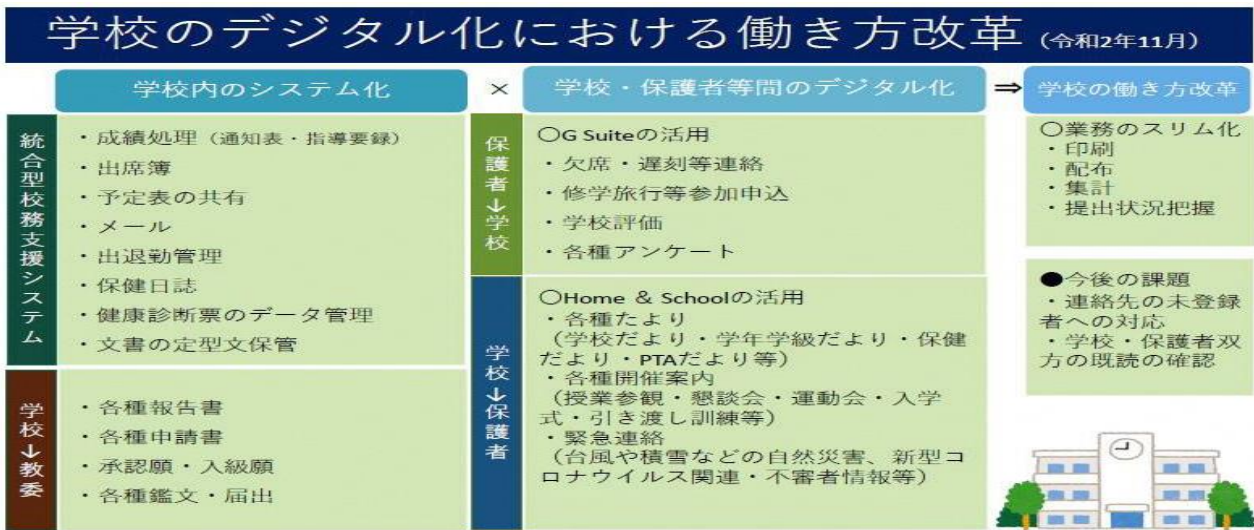 学校のデジタル化における働き方改革 (令和2年11月)
学校内のシステム化
×
学校・保護者等間のデジタル化
⇒
学校の働き方改革
統合型校務支援システム
・成績処理（通知表・指導要録）
・出席簿
・予定表の共有
・メール
・出退勤管理
・保健日誌
・健康診断票のデータ管理
・文書の定型文保管
学校↓教委
・各種報告書
・各種申請書
・承認願・入級願
・各種鑑文・届出
保護者↓学校
○G Suiteの活用
・欠席・遅刻等連絡
・修学旅行等参加申込
・学校評価
・各種アンケート
学校↓保護者
○Home & Schoolの活用
・各種たより
（学校だより・学年学級だより・保健
だより・PTAだより等）
・各種開催案内
（授業参観・懇談会・運動会・入学
式・引き渡し訓練等）
・緊急連絡
（台風や積雪などの自然災害、新型コ
ロナウイルス関連・不審者情報等）
○業務のスリム化
・印刷
・配布
・集計
・提出状況把握
●今後の課題
・連絡先の未登録
者への対応
・学校・保護者双
方の既読の確認